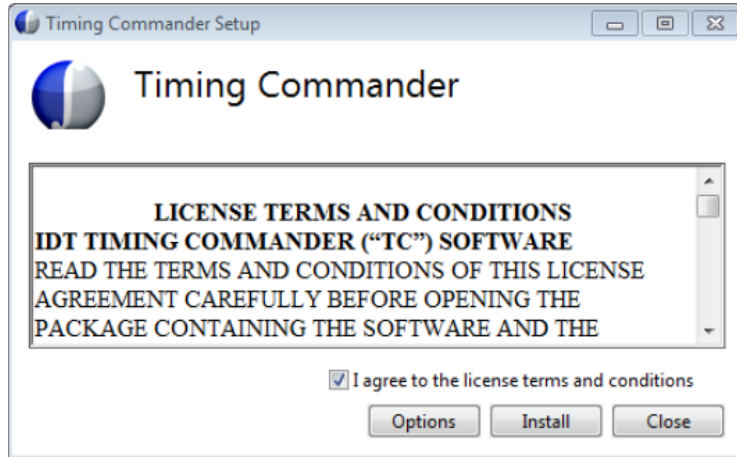 Timing Commander Setup
Timing Commander
LICENSE TERMS AND CONDITIONS
IDT TIMING COMMANDER (“TC”) SOFTWARE
READ THE TERMS AND CONDITIONS OF THIS LICENSE
AGREEMENT CAREFULLY BEFORE OPENING THE
PACKAGE CONTAINING THE SOFTWARE AND THE
I agree to the license terms and conditions
Options Install Close